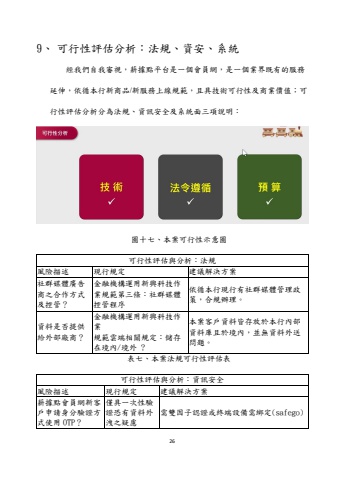 9、 可行性評估分析：法規、資安、系統
經我們自我審視，薪據點平台是一個會員網，是一個業界既有的服務
延伸，依循本行新商品/新服務上線規範，且具技術可行性及商業價值；可
行性評估分析分為法規、資訊安全及系統面三項說明：
可行性分析
技術
法令遵循
預算
圖十七、本案可行性示意圖
可行性評估與分析：法規
風險描述 現行規定 建議解決方案
社群媒體廣告商之合作方式及控管？ 金融機構運用新興科技作業規範第三條：社群媒體控管程序 依循本行現行有社群媒體管理政策，合規辦理。
資料是否提供給外部廠商？ 金融機構運用新興科技作業規範雲端相關規定：儲存在境內/境外？ 本案客戶資料皆存放於本行內部資料庫且於境內，並無資料外送問題。
表七、本案法規可行性評估表
可行性評估與分析：資訊安全
風險描述 現行規定 建議解決方案
薪據點會員網新客戶申請身分驗證方式使用 OTP？ 僅具一次性驗證恐有資料外洩之疑慮 需雙因子認證或終端設備需綁定(safego)
26